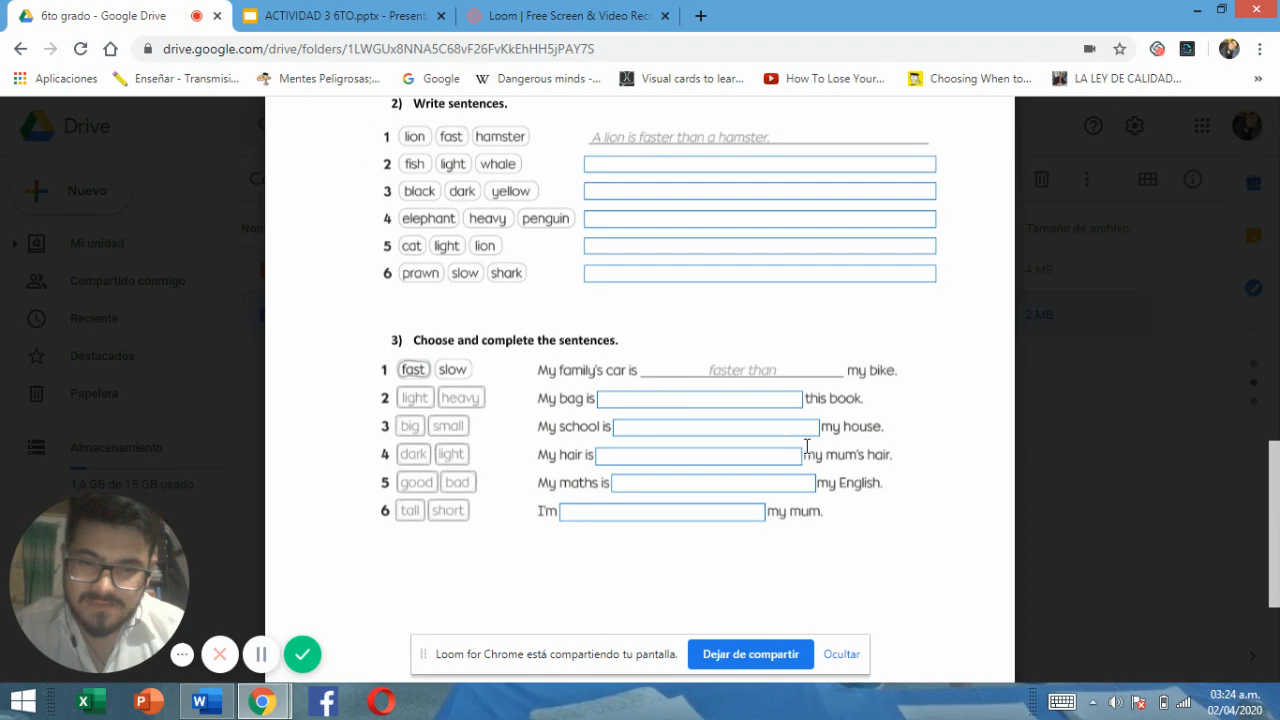 6to grado - Google Drive
ACTIVIDAD 3 6TO.pptx - Present
Loom | Free Screen & Video Rec
drive.google.com/drive/folders/1LWGUx8NNA5C68vF26FvKkEhHH5jPAY7S
Aplicaciones Enseñar - Transmisi... Mentes Peligrosas;... Google Dangerous minds -... Visual cards to lear... How To Lose Your... Choosing When to... LA LEY DE CALIDAD...
Drive
Nuevo
Mi unidad
Compartido conmigo
Reciente
Destacados
Papelera
Almacenamiento
1,6 GB de 15 GB usado
Tamaño de archivo
4 MB
2 MB
2) Write sentences.
1 lion fast hamster A lion is faster than a hamster.
2 fish light whale
3 black dark yellow
4 elephant heavy penguin
5 cat light lion
6 prawn slow shark
3) Choose and complete the sentences.
1 fast slow My family's car is faster than my bike.
2 light heavy My bag is this book.
3 big small My school is my house.
4 dark light My hair is my mum's hair.
5 good bad My maths is my English.
6 tall short I'm my mum.
Loom for Chrome está compartiendo tu pantalla. Dejar de compartir Ocultar
03:24 a.m.
02/04/2020